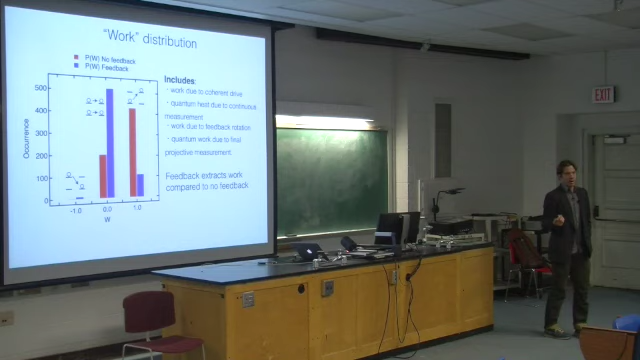 "Work" distribution
P(W) No feedback
P(W) Feedback
Includes:
· work due to coherent drive
· quantum heat due to continuous
measurement
· work due to feedback rotation
· quantum work due to final
projective measurement.
Feedback extracts work
compared to no feedback
Occurrence
500
400
300
200
100
0
-1.0
0.0
1.0
W
EXIT